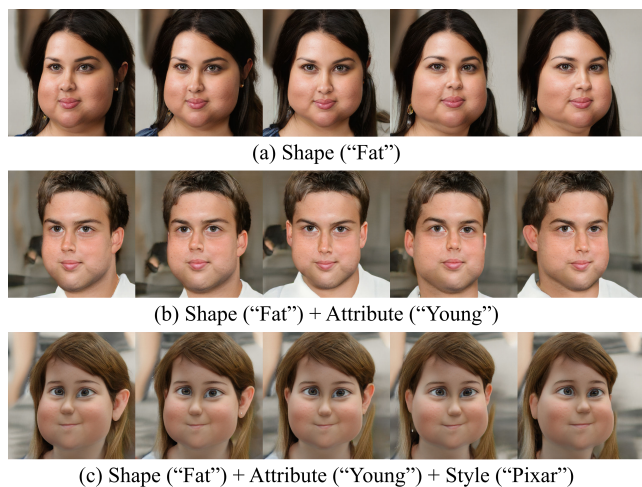 (a) Shape (“Fat”)
(b) Shape (“Fat”) + Attribute (“Young”)
(c) Shape (“Fat”) + Attribute (“Young”) + Style (“Pixar”)